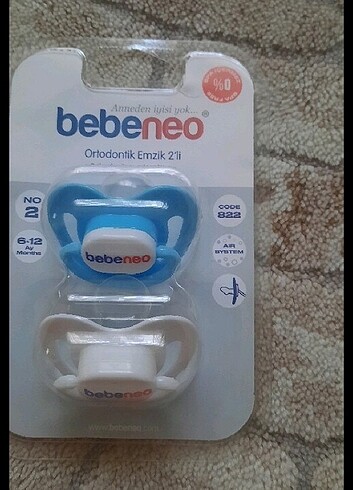 %0
Anneden iyisi yok...
bebeneo®
Ortodontik Emzik 2'li
NO
2
CODE
822
6-12
Ay
Months
AIR
SYSTEM
bebeneo
bebeneo